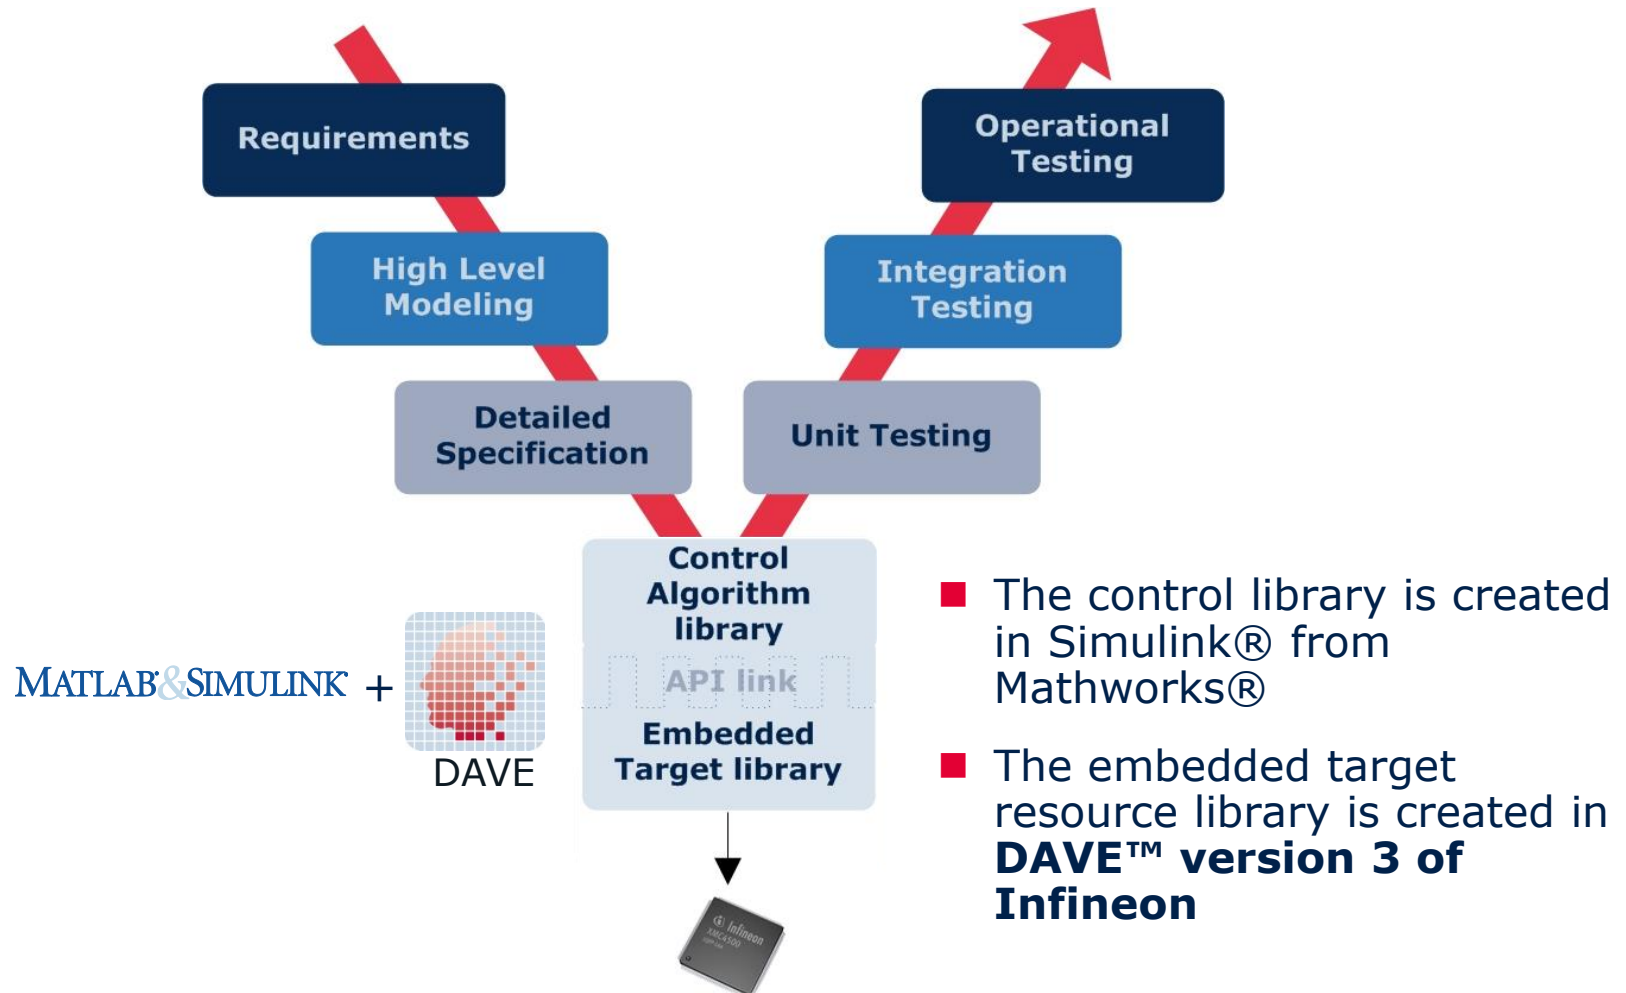 Requirements
Operational
Testing
High Level
Modeling
Integration
Testing
Detailed
Specification
Unit Testing
Control
Algorithm
library
API link
Embedded
Target library
MATLAB®&SIMULINK® +
DAVE
■ The control library is created
in Simulink® from
Mathworks®
■ The embedded target
resource library is created in
DAVE™ version 3 of
Infineon
Infineon
XMC4500